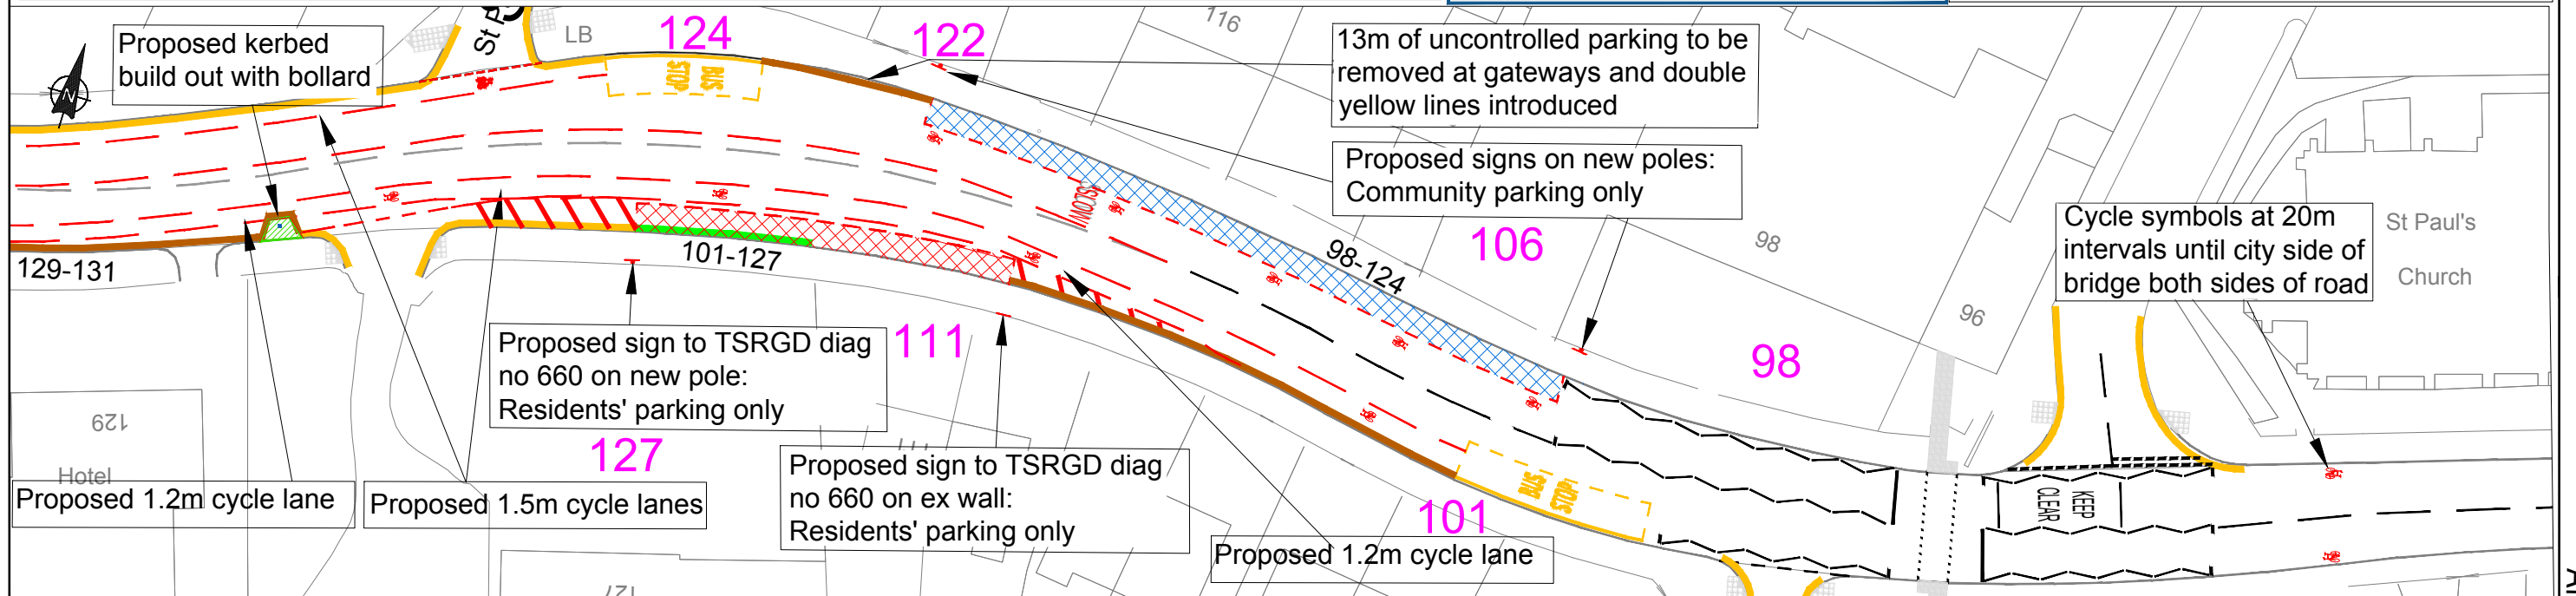 Proposed kerbed
build out with bollard
St P
LB
124
BUS
STOP
122
116
13m of uncontrolled parking to be
removed at gateways and double
yellow lines introduced
Proposed signs on new poles:
Community parking only
N
SLOW
106
98
98-124
Cycle symbols at 20m
intervals until city side of
bridge both sides of road
St Paul's
Church
96
98
129-131
101-127
Proposed sign to TSRGD diag
no 660 on new pole:
Residents' parking only
111
127
Proposed sign to TSRGD diag
no 660 on ex wall:
Residents' parking only
129
Hotel
Proposed 1.2m cycle lane
Proposed 1.5m cycle lanes
101
BUS
STOP
KEEP
CLEAR
Proposed 1.2m cycle lane
127